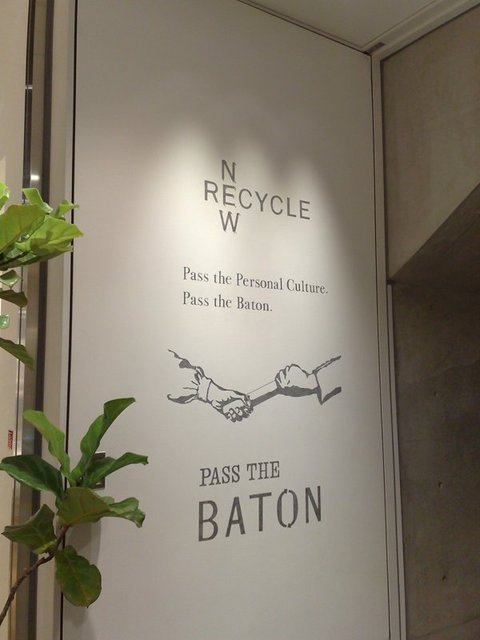 N
RECYCLE
W
Pass the Personal Culture.
Pass the Baton.
PASS THE
BATON